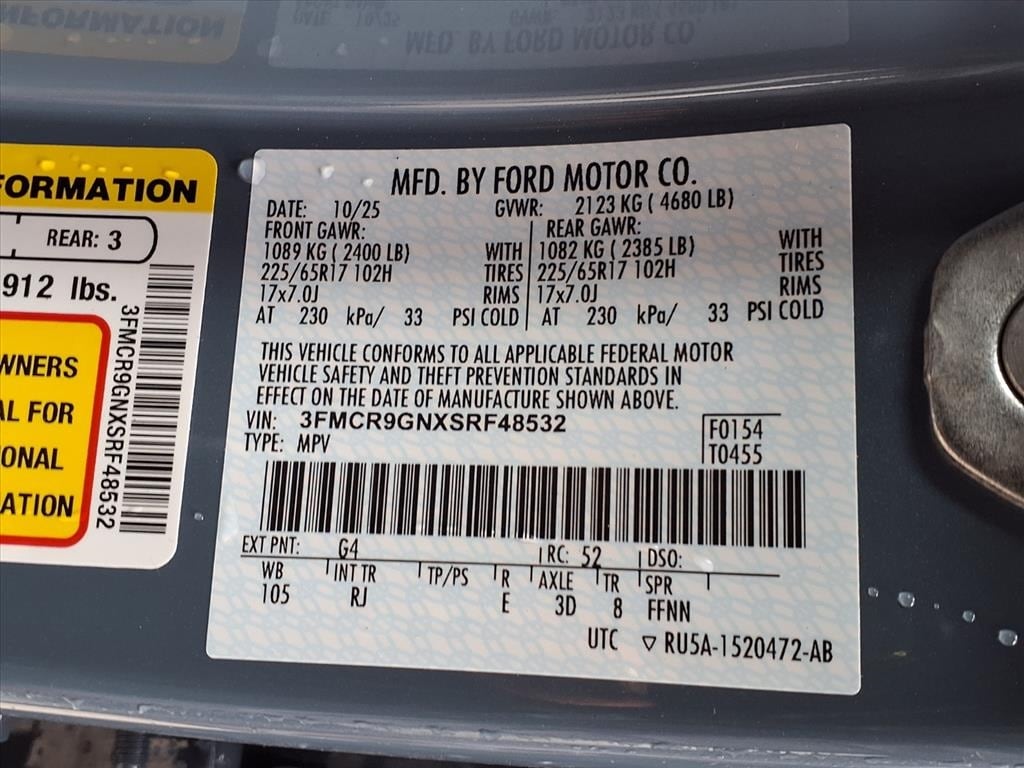 MFD. BY FORD MOTOR CO.
DATE: 10/25 GVWR: 2123 KG ( 4680 LB)
FRONT GAWR: REAR GAWR:
1089 KG ( 2400 LB) WITH 1082 KG ( 2385 LB) WITH
225/65R17 102H TIRES 225/65R17 102H TIRES
17x7.0J RIMS 17x7.0J RIMS
AT 230 kPa/ 33 PSI COLD AT 230 kPa/ 33 PSI COLD
THIS VEHICLE CONFORMS TO ALL APPLICABLE FEDERAL MOTOR
VEHICLE SAFETY AND THEFT PREVENTION STANDARDS IN
EFFECT ON THE DATE OF MANUFACTURE SHOWN ABOVE.
VIN: 3FMCR9GNXSRF48532
TYPE: MPV
F0154
T0455
EXT PNT: G4 RC: 52 DSO:
WB INT TR TP/PS R AXLE TR SPR
105 RJ E 3D 8 FFNN
UTC ▽ RU5A-1520472-AB
FORMATION
REAR: 3
912 lbs.
3FMCR9GNXSRF48532
WNERS
AL FOR
ONAL
ATION